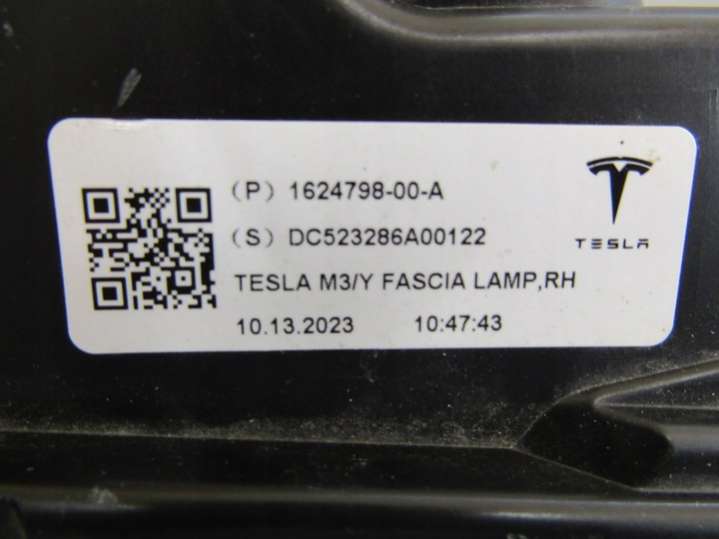 (P) 1624798-00-A
(S) DC523286A00122
TESLA
TESLA M3/Y FASCIA LAMP,RH
10.13.2023 10:47:43